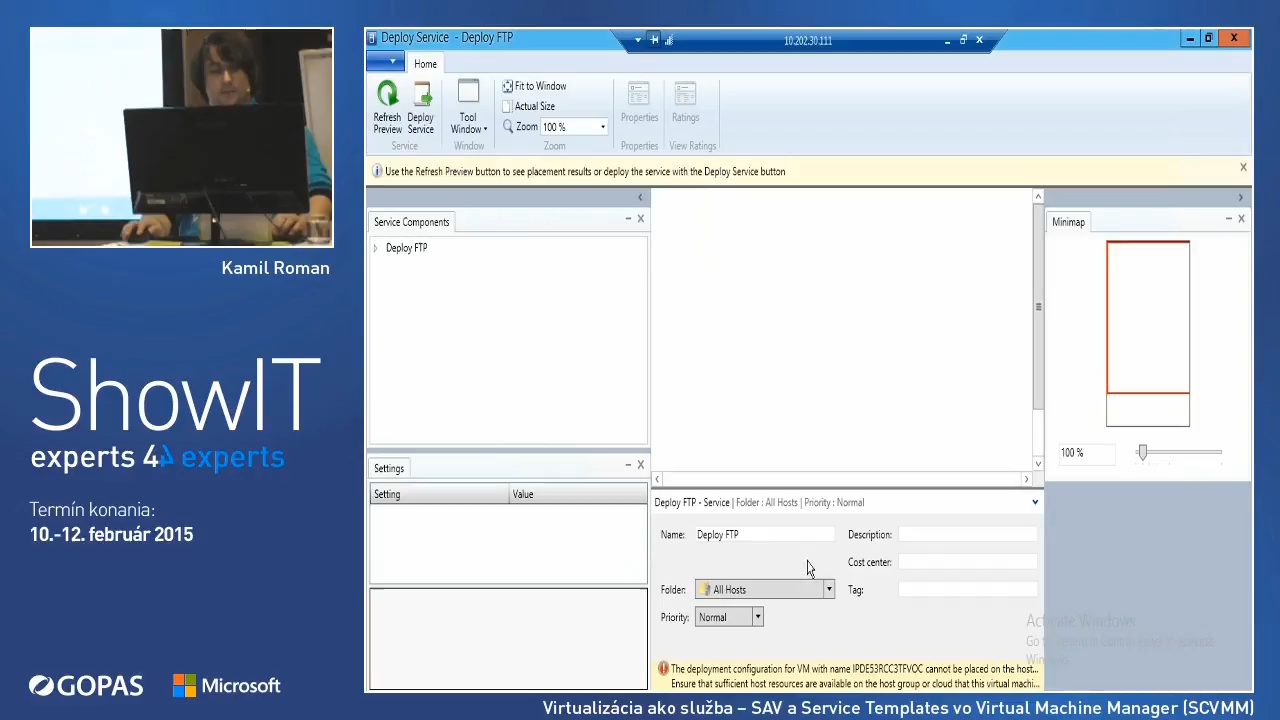 Deploy Service - Deploy FTP
10.202.30.111
Home
Refresh Preview
Deploy Service
Tool Window
Fit to Window
Actual Size
Zoom 100 %
Properties
Ratings
Service
Window
Zoom
Properties
View Ratings
Use the Refresh Preview button to see placement results or deploy the service with the Deploy Service button
Service Components
Deploy FTP
Minimap
100 %
Settings
Setting Value
Deploy FTP - Service | Folder : All Hosts | Priority : Normal
Name: Deploy FTP
Description:
Cost center:
Folder: All Hosts
Tag:
Priority: Normal
Activate Windows
The deployment configuration for VM with name IPDE53RCC3TFVOC cannot be placed on the host...
Ensure that sufficient host resources are available on the host group or cloud that this virtual machin...
Kamil Roman
ShowIT
experts 4 experts
Termín konania:
10.-12. február 2015
GOPAS
Microsoft
Virtualizácia ako služba – SAV a Service Templates vo Virtual Machine Manager (SCVMM)